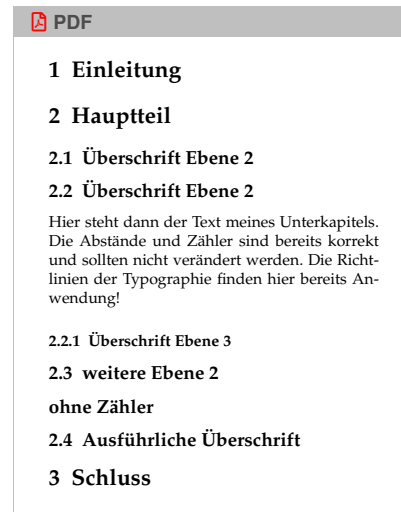 PDF
1 Einleitung
2 Hauptteil
2.1 Überschrift Ebene 2
2.2 Überschrift Ebene 2
Hier steht dann der Text meines Unterkapitels.
Die Abstände und Zähler sind bereits korrekt
und sollten nicht verändert werden. Die Richt-
linien der Typographie finden hier bereits An-
wendung!
2.2.1 Überschrift Ebene 3
2.3 weitere Ebene 2
ohne Zähler
2.4 Ausführliche Überschrift
3 Schluss